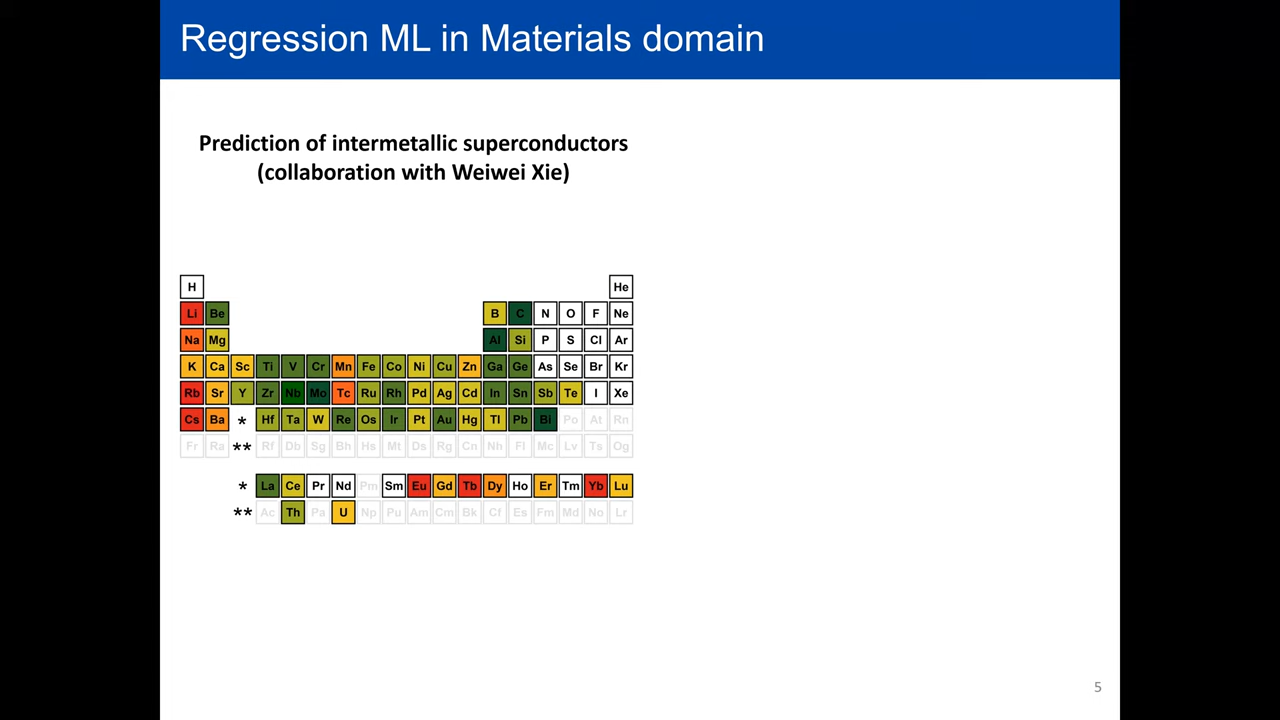 Regression ML in Materials domain
Prediction of intermetallic superconductors
(collaboration with Weiwei Xie)
H He
Li Be B C N O F Ne
Na Mg Al Si P S Cl Ar
K Ca Sc Ti V Cr Mn Fe Co Ni Cu Zn Ga Ge As Se Br Kr
Rb Sr Y Zr Nb Mo Tc Ru Rh Pd Ag Cd In Sn Sb Te I Xe
Cs Ba * Hf Ta W Re Os Ir Pt Au Hg Tl Pb Bi Po At Rn
Fr Ra ** Rf Db Sg Bh Hs Mt Ds Rg Cn Nh Fl Mc Lv Ts Og
* La Ce Pr Nd Pm Sm Eu Gd Tb Dy Ho Er Tm Yb Lu
** Ac Th Pa U Np Pu Am Cm Bk Cf Es Fm Md No Lr
5